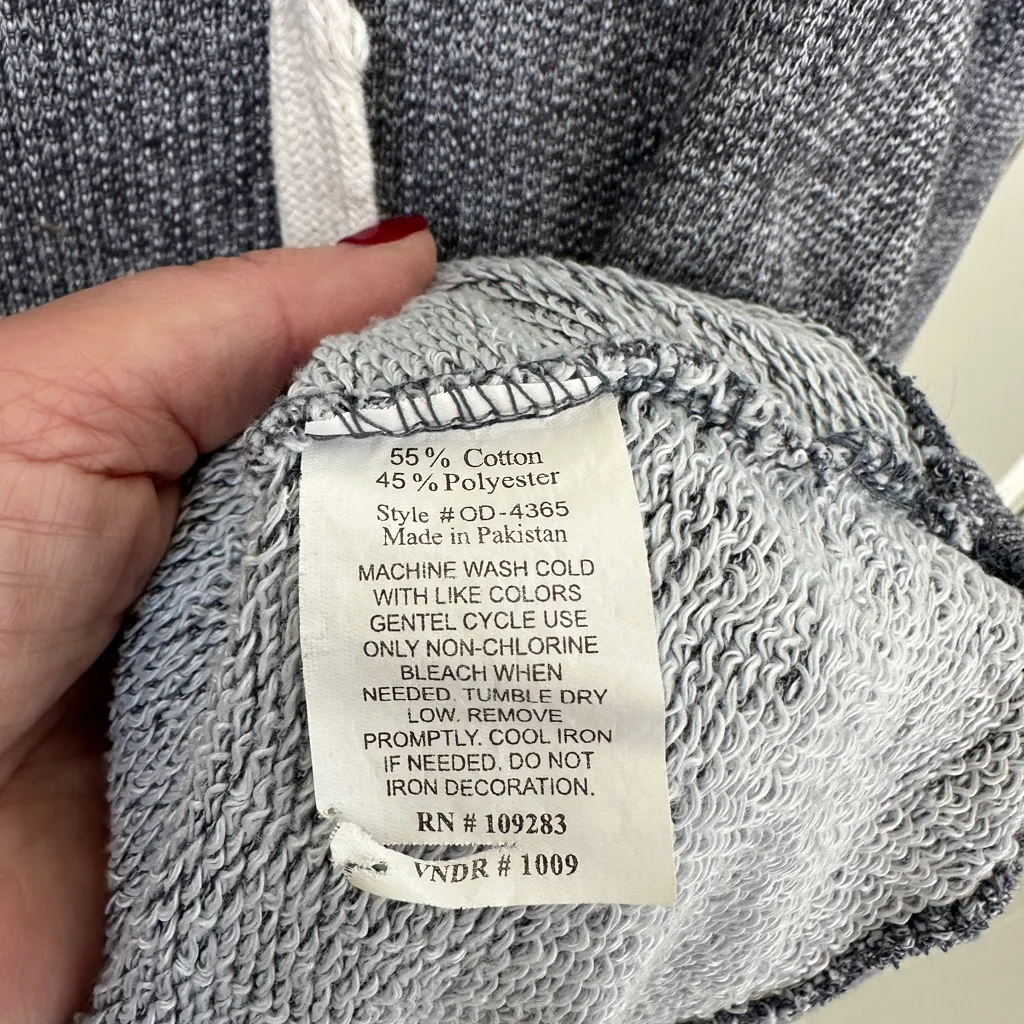 55% Cotton
45% Polyester
Style # OD-4365
Made in Pakistan
MACHINE WASH COLD
WITH LIKE COLORS
GENTEL CYCLE USE
ONLY NON-CHLORINE
BLEACH WHEN
NEEDED. TUMBLE DRY
LOW. REMOVE
PROMPTLY. COOL IRON
IF NEEDED. DO NOT
IRON DECORATION.
RN # 109283
VNDR # 1009